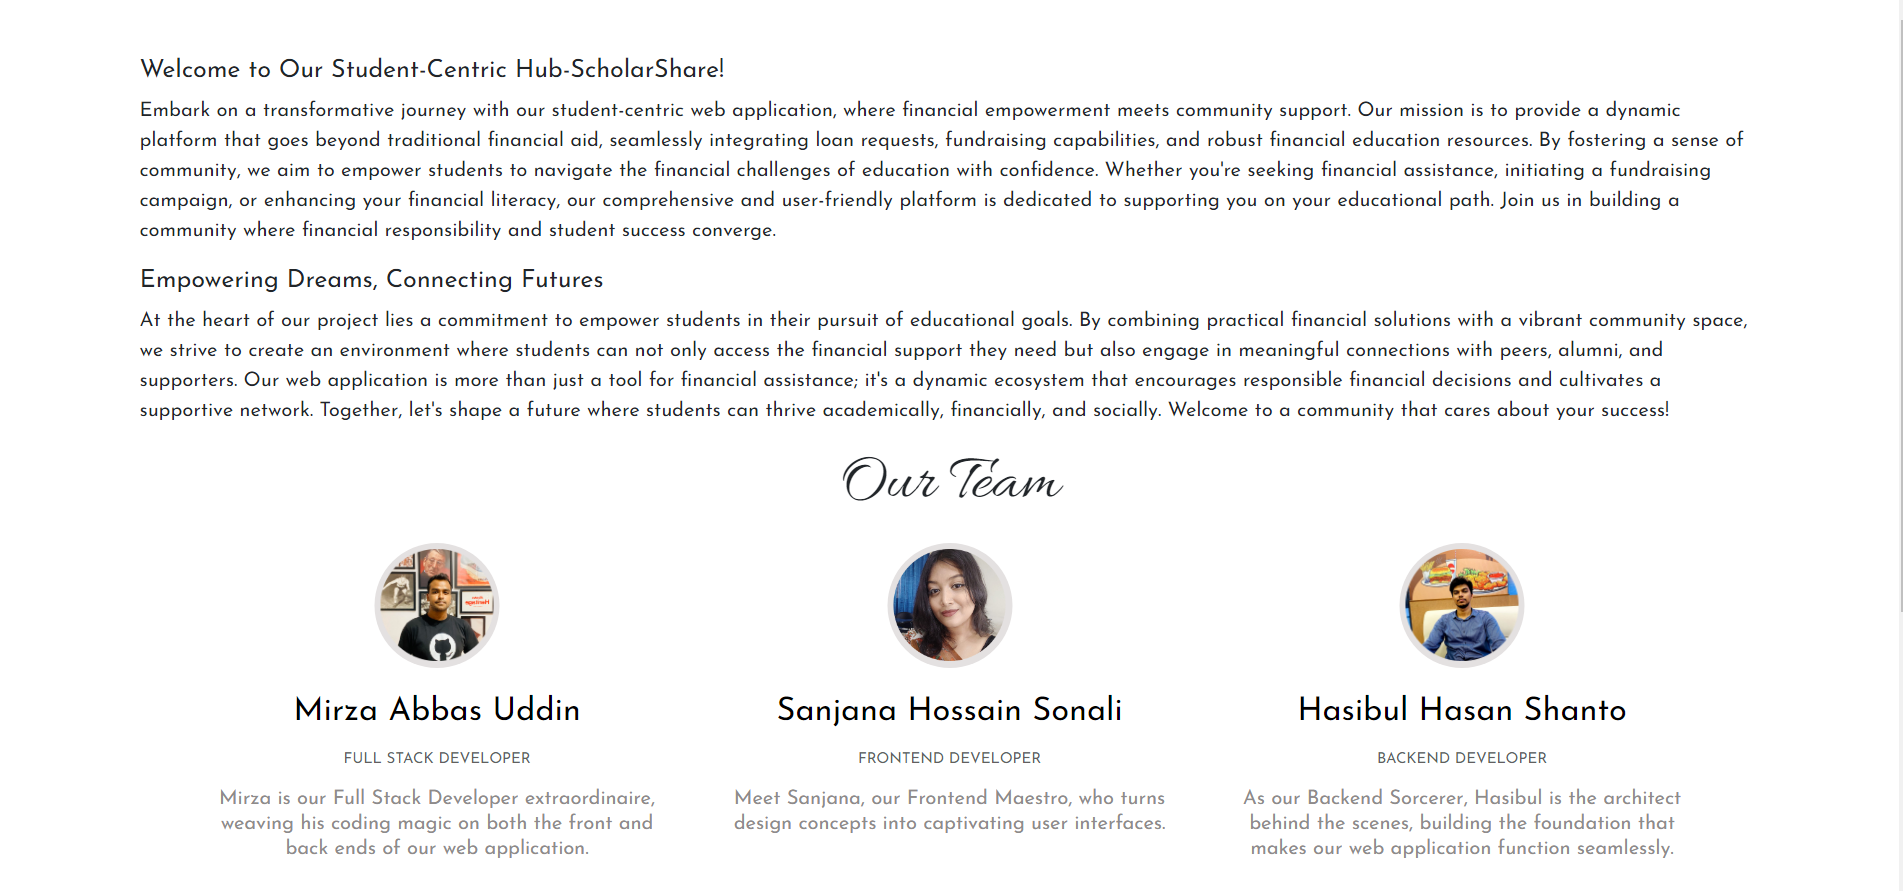 Welcome to Our Student-Centric Hub-ScholarShare!
Embark on a transformative journey with our student-centric web application, where financial empowerment meets community support. Our mission is to provide a dynamic
platform that goes beyond traditional financial aid, seamlessly integrating loan requests, fundraising capabilities, and robust financial education resources. By fostering a sense of
community, we aim to empower students to navigate the financial challenges of education with confidence. Whether you're seeking financial assistance, initiating a fundraising
campaign, or enhancing your financial literacy, our comprehensive and user-friendly platform is dedicated to supporting you on your educational path. Join us in building a
community where financial responsibility and student success converge.
Empowering Dreams, Connecting Futures
At the heart of our project lies a commitment to empower students in their pursuit of educational goals. By combining practical financial solutions with a vibrant community space,
we strive to create an environment where students can not only access the financial support they need but also engage in meaningful connections with peers, alumni, and
supporters. Our web application is more than just a tool for financial assistance; it's a dynamic ecosystem that encourages responsible financial decisions and cultivates a
supportive network. Together, let's shape a future where students can thrive academically, financially, and socially. Welcome to a community that cares about your success!
Our Team
Mirza Abbas Uddin
FULL STACK DEVELOPER
Mirza is our Full Stack Developer extraordinaire,
weaving his coding magic on both the front and
back ends of our web application.
Sanjana Hossain Sonali
FRONTEND DEVELOPER
Meet Sanjana, our Frontend Maestro, who turns
design concepts into captivating user interfaces.
Hasibul Hasan Shanto
BACKEND DEVELOPER
As our Backend Sorcerer, Hasibul is the architect
behind the scenes, building the foundation that
makes our web application function seamlessly.